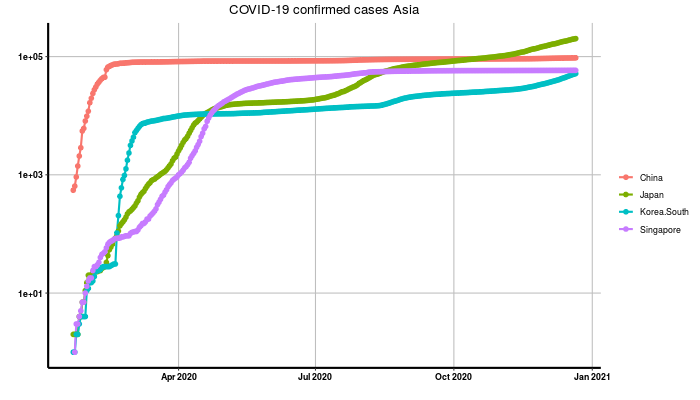 COVID-19 confirmed cases Asia
1e+05
1e+03
1e+01
Apr 2020
Jul 2020
Oct 2020
Jan 2021
China
Japan
Korea.South
Singapore